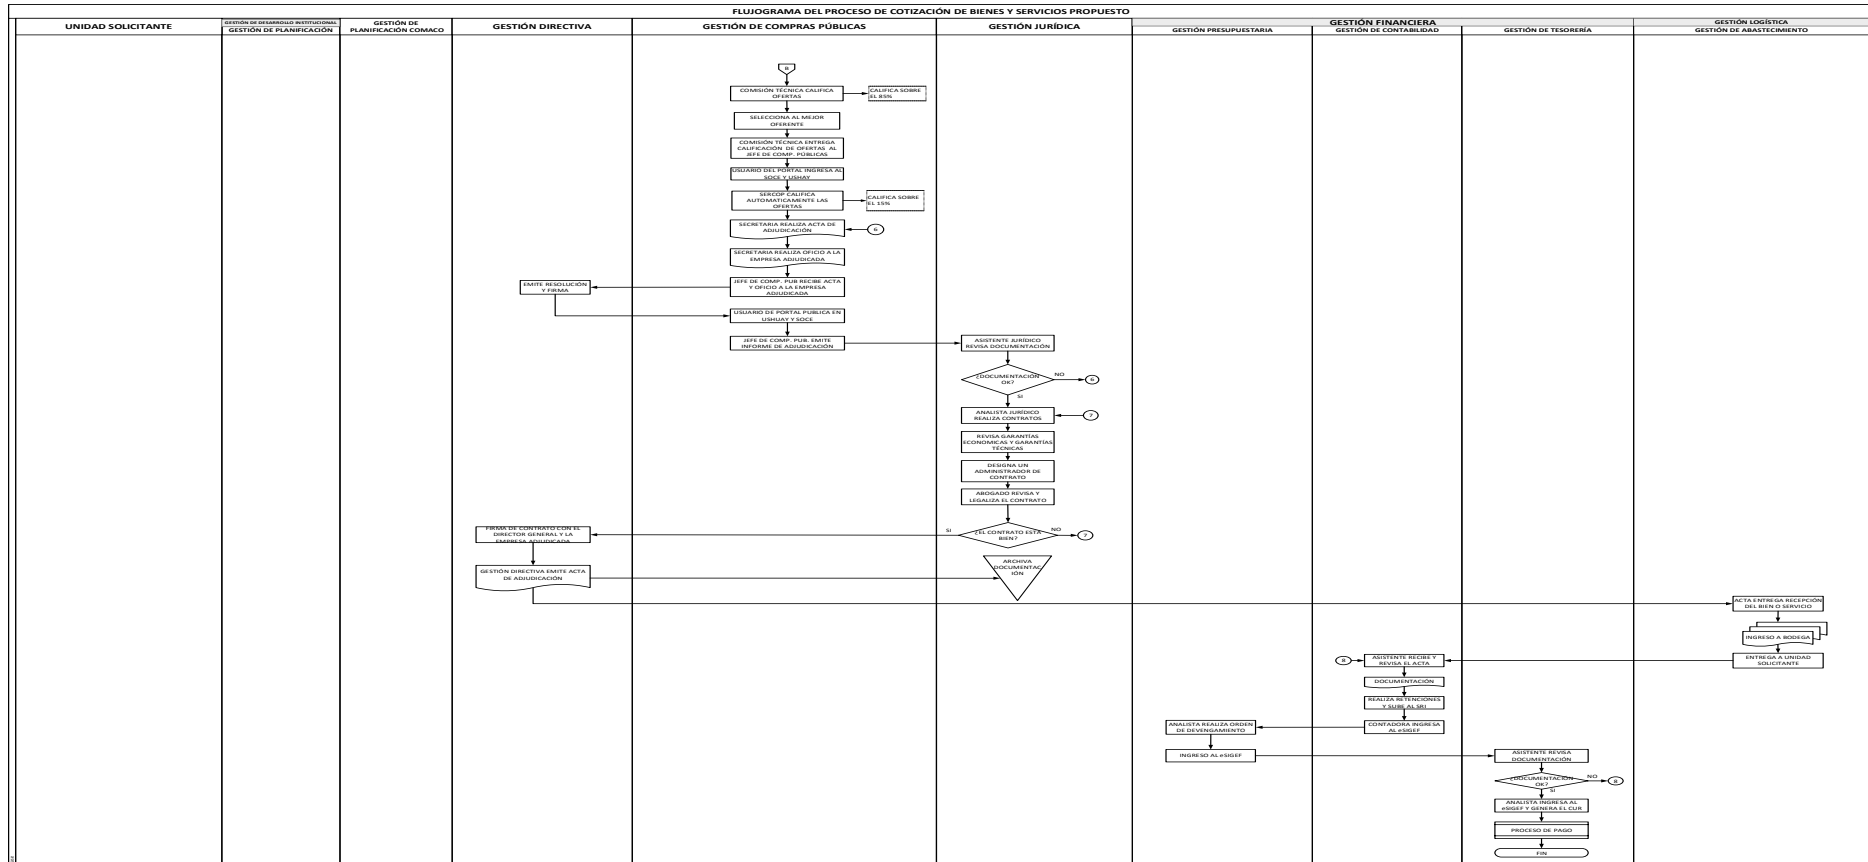 FLUJOGRAMA DEL PROCESO DE COTIZACIÓN DE BIENES Y SERVICIOS PROPUESTO
UNIDAD SOLICITANTE
GESTIÓN DE DESARROLLO INSTITUCIONAL
GESTIÓN DE PLANIFICACIÓN
GESTIÓN DE
PLANIFICACIÓN COMACO
GESTIÓN DIRECTIVA
GESTIÓN DE COMPRAS PÚBLICAS
GESTIÓN JURÍDICA
GESTIÓN FINANCIERA
GESTIÓN PRESUPUESTARIA
GESTIÓN DE CONTABILIDAD
GESTIÓN DE TESORERÍA
GESTIÓN LOGÍSTICA
GESTIÓN DE ABASTECIMIENTO
COMISIÓN TÉCNICA CALIFICA
OFERTAS
CALIFICA SOBRE
EL 85%
SELECCIONA AL MEJOR
OFERENTE
COMISIÓN TÉCNICA ENTREGA
CALIFICACIÓN DE OFERTAS AL
JEFE DE COMP. PÚBLICAS
USUARIO DEL PORTAL INGRESA AL
SOCE Y USHAY
SERCOP CALIFICA
AUTOMATICAMENTE LAS
OFERTAS
CALIFICA SOBRE
EL 15%
SECRETARIA REALIZA ACTA DE
ADJUDICACIÓN
6
SECRETARIA REALIZA OFICIO A LA
EMPRESA ADJUDICADA
JEFE DE COMP. PUB RECIBE ACTA
Y OFICIO A LA EMPRESA
ADJUDICADA
EMITE RESOLUCIÓN
Y FIRMA
USUARIO DE PORTAL PUBLICA EN
USHUAY Y SOCE
JEFE DE COMP. PUB. EMITE
INFORME DE ADJUDICACIÓN
ASISTENTE JURÍDICO
REVISA DOCUMENTACIÓN
¿DOCUMENTACIÓN
OK?
NO
6
SI
ANALISTA JURÍDICO
REALIZA CONTRATOS
7
REVISA GARANTÍAS
ECONOMICAS Y GARANTÍAS
TÉCNICAS
DESIGNA UN
ADMINISTRADOR DE
CONTRATO
ABOGADO REVISA Y
LEGALIZA EL CONTRATO
¿EL CONTRATO ESTA
BIEN?
SI
NO
7
FIRMA DE CONTRATO CON EL
DIRECTOR GENERAL Y LA
EMPRESA ADJUDICADA
GESTIÓN DIRECTIVA EMITE ACTA
DE ADJUDICACIÓN
ARCHIVA
DOCUMENTAC
IÓN
ACTA ENTREGA RECEPCIÓN
DEL BIEN O SERVICIO
INGRESO A BODEGA
ENTREGA A UNIDAD
SOLICITANTE
8
ASISTENTE RECIBE Y
REVISA EL ACTA
DOCUMENTACIÓN
REALIZA RETENCIONES
Y SUBE AL SRI
CONTADORA INGRESA
AL eSIGEF
ANALISTA REALIZA ORDEN
DE DEVENGAMIENTO
INGRESO AL eSIGEF
ASISTENTE REVISA
DOCUMENTACIÓN
¿DOCUMENTACIÓN
OK?
NO
8
SI
ANALISTA INGRESA AL
eSIGEF Y GENERA EL CUR
PROCESO DE PAGO
FIN